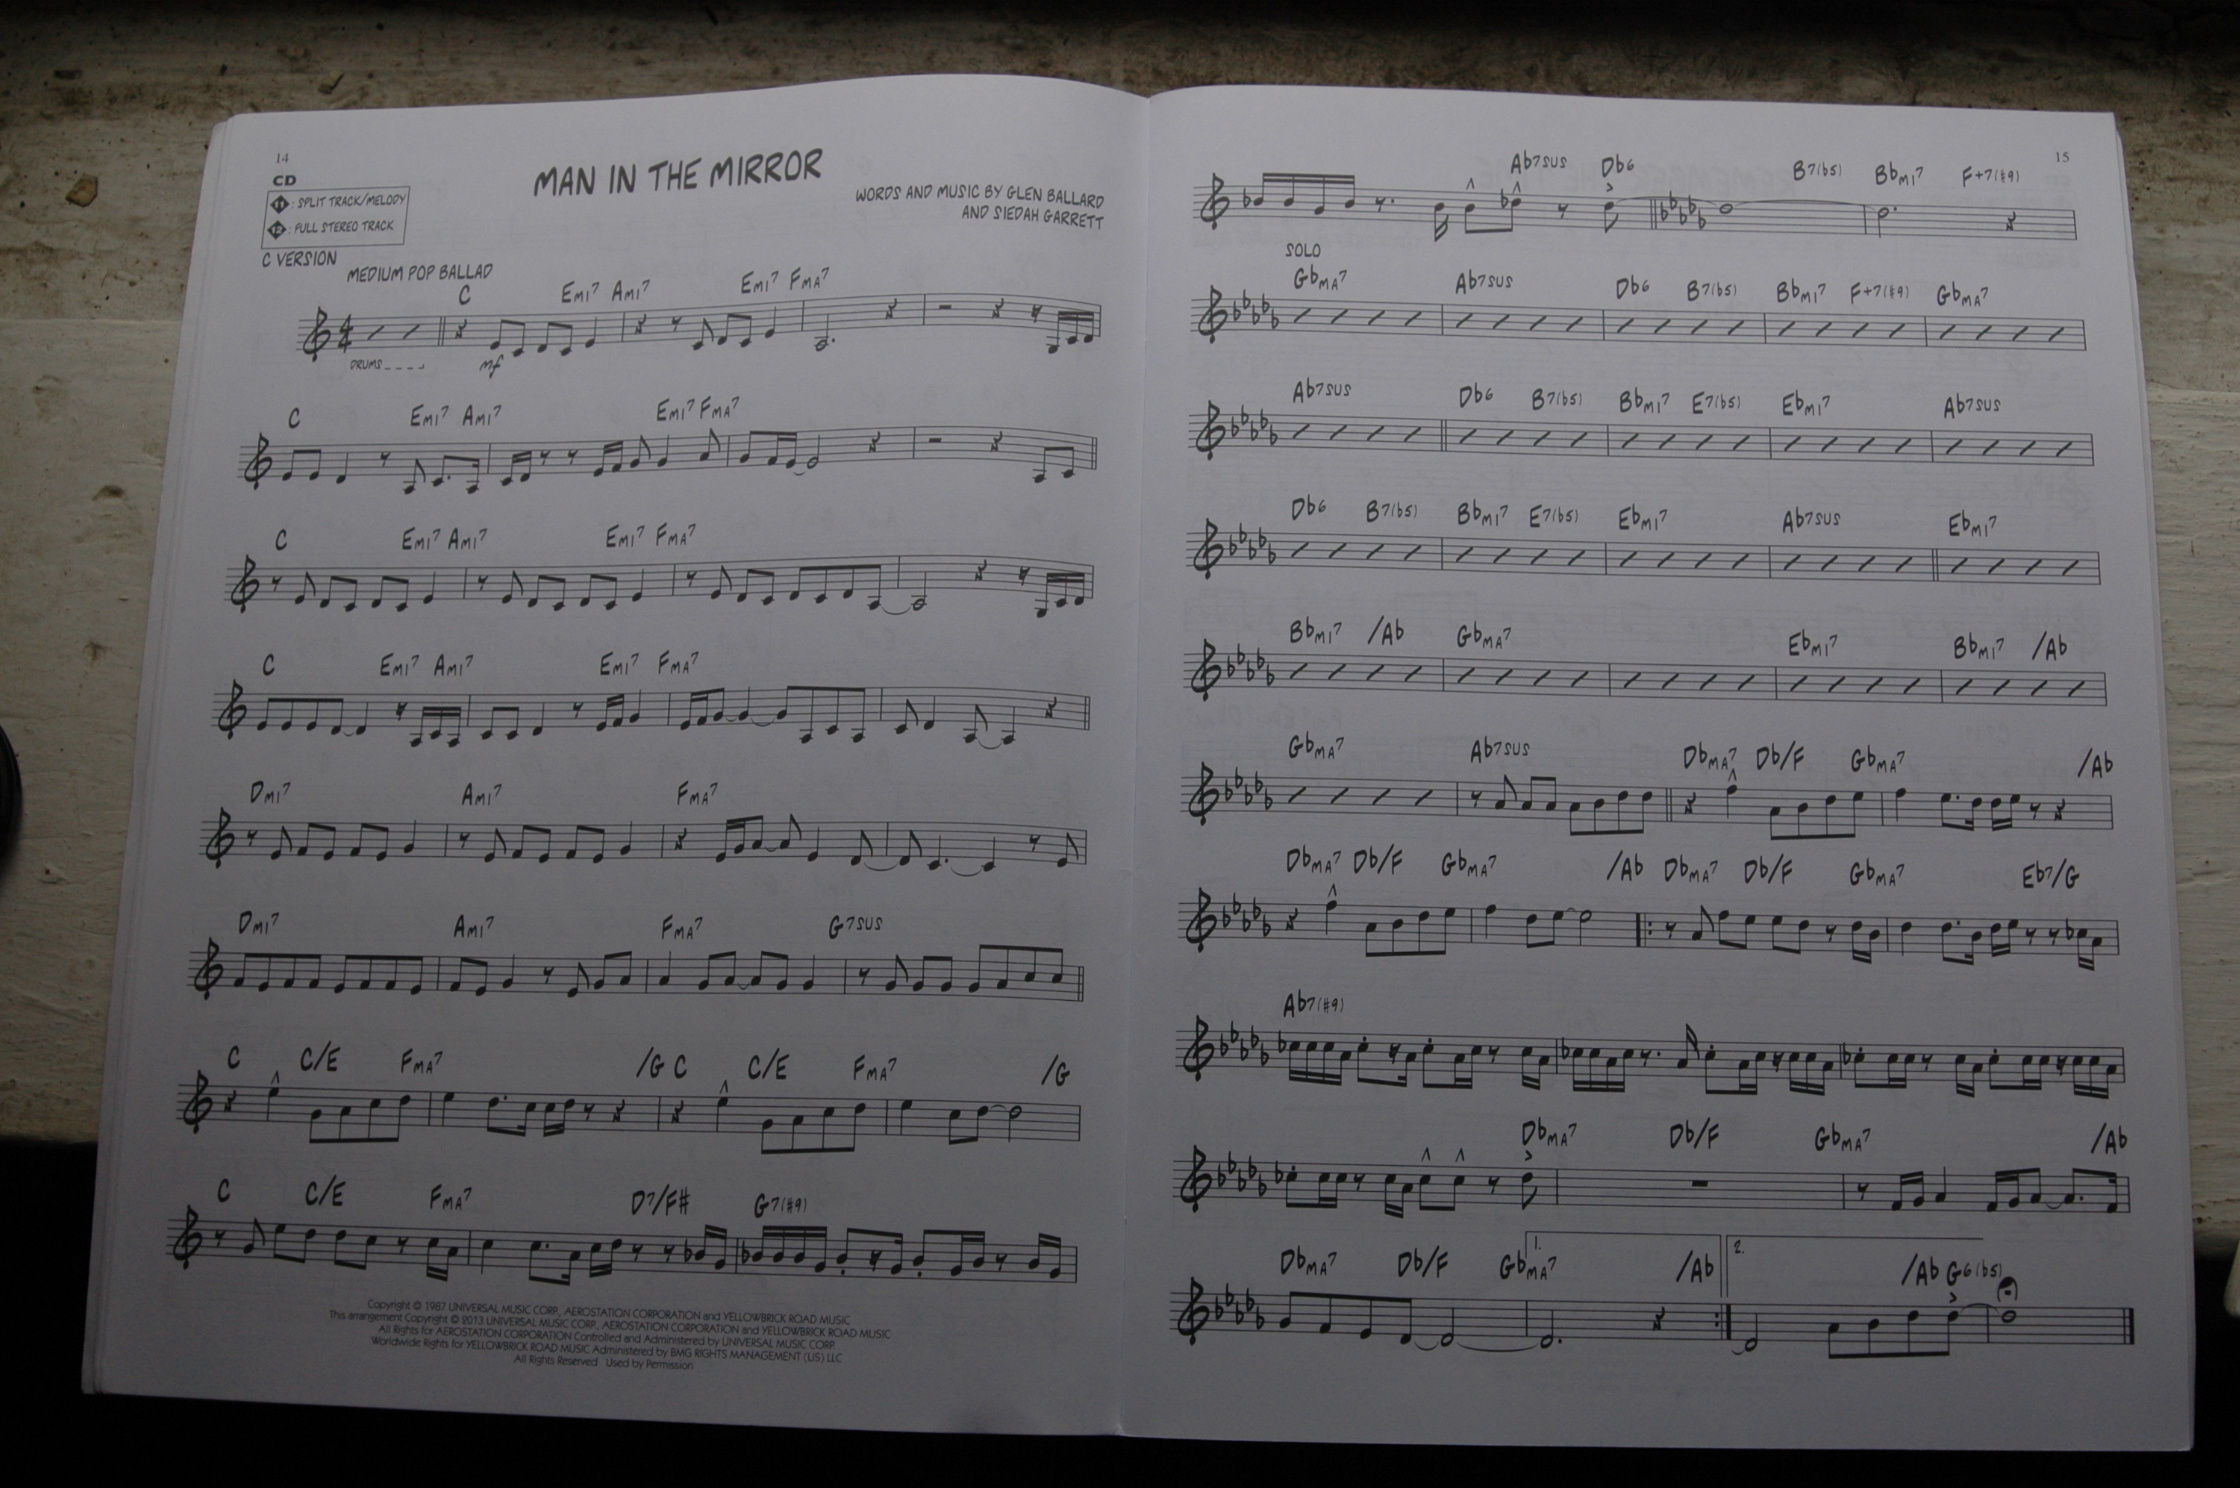 14
CD
: SPLIT TRACK/MELODY
: FULL STEREO TRACK
C VERSION
MAN IN THE MIRROR
WORDS AND MUSIC BY GLEN BALLARD
AND SIEDAH GARRETT
MEDIUM POP BALLAD
C Emi7 Ami7 Emi7 Fma7
DRUMS mf
C Emi7 Ami7 Emi7 Fma7
C Emi7 Ami7 Emi7 Fma7
C Emi7 Ami7 Emi7 Fma7
Dmi7 Ami7 Fma7
Dmi7 Ami7 Fma7 G7sus
C C/E Fma7 /G C C/E Fma7 /G
C C/E Fma7 D7/F# G7(#9)
Copyright © 1987 UNIVERSAL MUSIC CORP., AEROSTATION CORPORATION and YELLOWBRICK ROAD MUSIC
This arrangement Copyright © 2013 UNIVERSAL MUSIC CORP., AEROSTATION CORPORATION and YELLOWBRICK ROAD MUSIC
All Rights for AEROSTATION CORPORATION Controlled and Administered by UNIVERSAL MUSIC CORP.
Worldwide Rights for YELLOWBRICK ROAD MUSIC Administered by BMG RIGHTS MANAGEMENT (US) LLC
All Rights Reserved Used by Permission
15
Ab7sus Db6 B7(b5) Bbmi7 F+7(#9)
SOLO
Gbma7 Ab7sus Db6 B7(b5) Bbmi7 F+7(#9) Gbma7
Ab7sus Db6 B7(b5) Bbmi7 E7(b5) Ebmi7 Ab7sus
Db6 B7(b5) Bbmi7 E7(b5) Ebmi7 Ab7sus Ebmi7
Bbmi7 /Ab Gbma7 Ebmi7 Bbmi7 /Ab
Gbma7 Ab7sus Dbma7 Db/F Gbma7 /Ab
Dbma7 Db/F Gbma7 /Ab Dbma7 Db/F Gbma7 Eb7/G
Ab7(#9)
Dbma7 Db/F Gbma7 /Ab
Dbma7 Db/F Gbma7 1. /Ab 2. /Ab G6(b5)